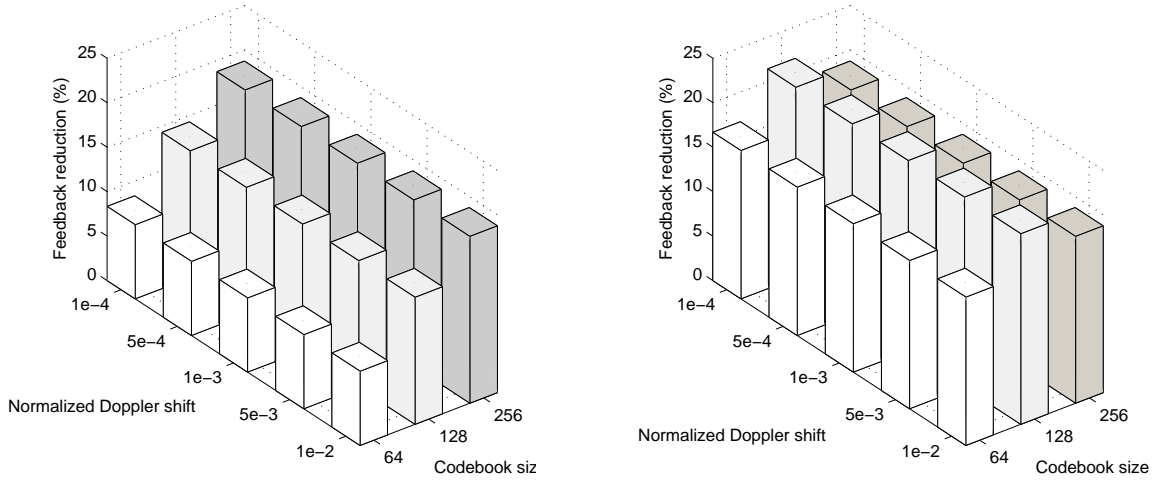 25
20
15
10
5
0
Feedback reduction (%)
1e−4
5e−4
1e−3
5e−3
1e−2
Normalized Doppler shift
64
128
256
Codebook siz
25
20
15
10
5
0
Feedback reduction (%)
1e−4
5e−4
1e−3
5e−3
1e−2
Normalized Doppler shift
64
128
256
Codebook size